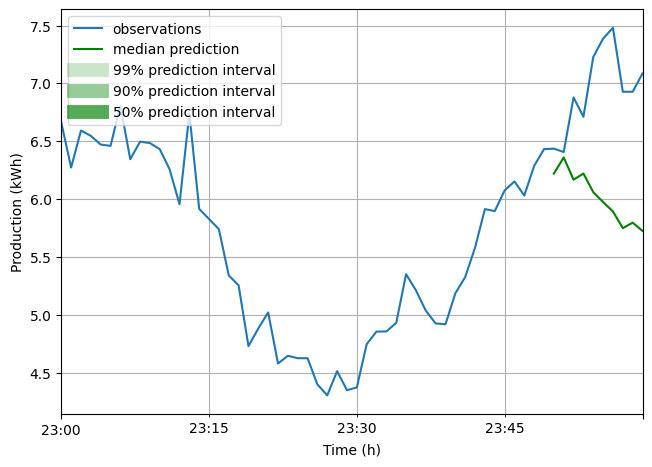 7.5
7.0
6.5
6.0
5.5
5.0
4.5
Production (kWh)
observations
median prediction
99% prediction interval
90% prediction interval
50% prediction interval
23:00
23:15
23:30
23:45
Time (h)